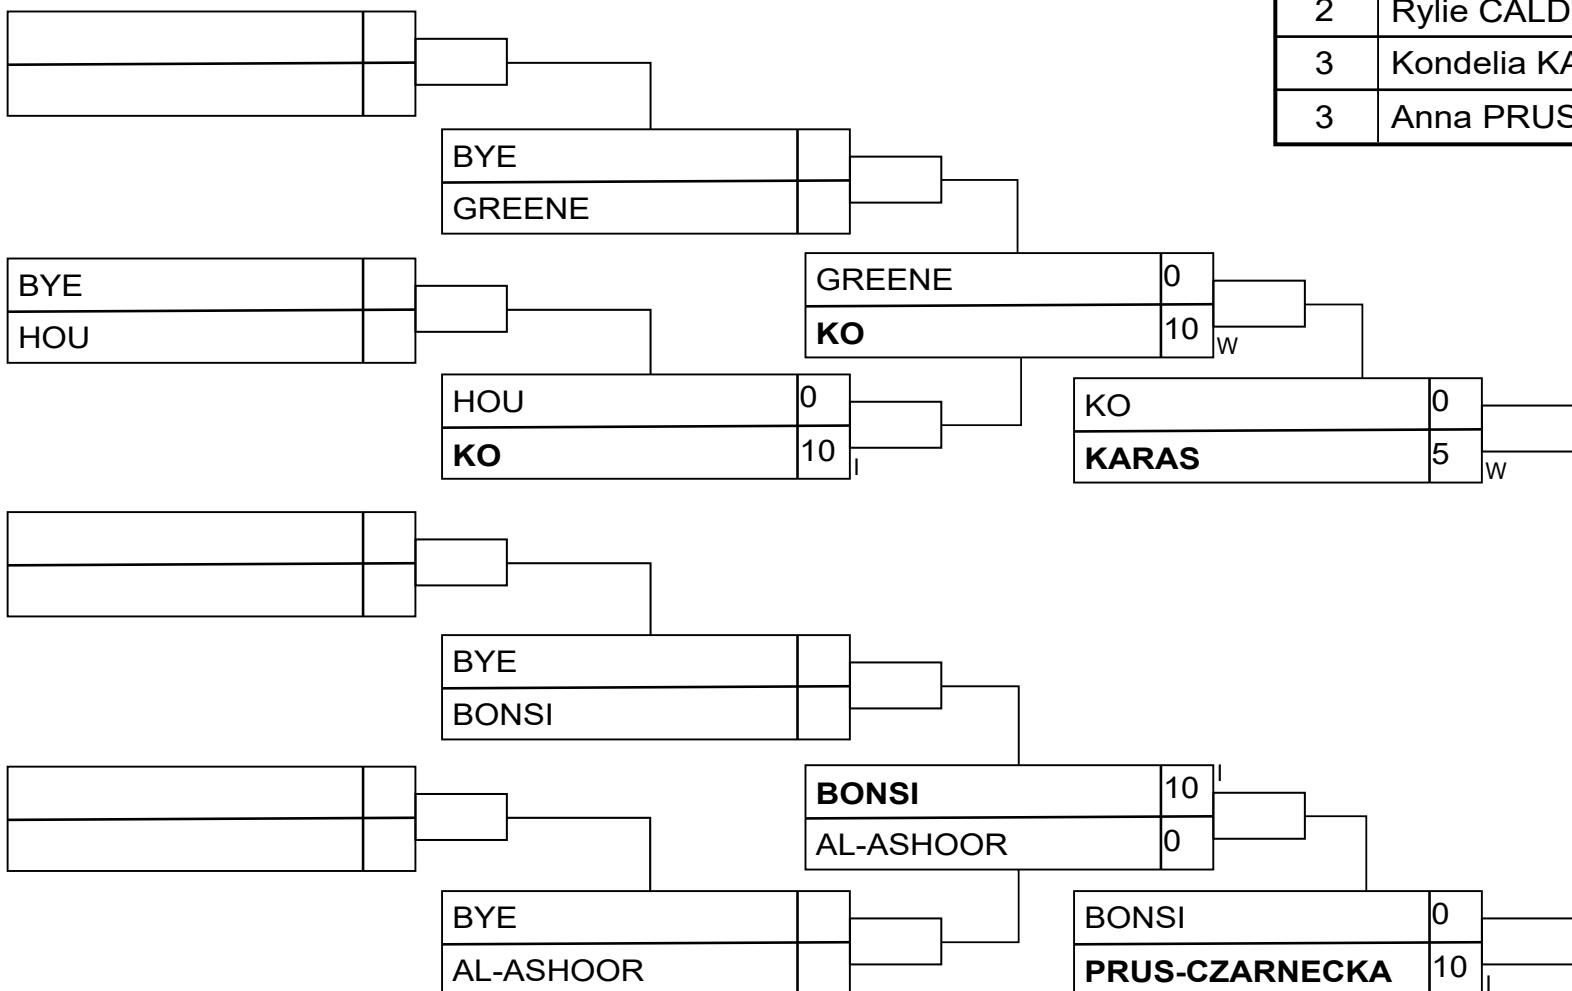 2 Rylie CALD
3 Kondelia KA
3 Anna PRUS
BYE
GREENE
BYE
HOU
GREENE 0
KO 10 W
HOU 0
KO 10 I
KO 0
KARAS 5 W
BYE
BONSI
BONSI 10 I
AL-ASHOOR 0
BYE
AL-ASHOOR
BONSI 0
PRUS-CZARNECKA 10 I